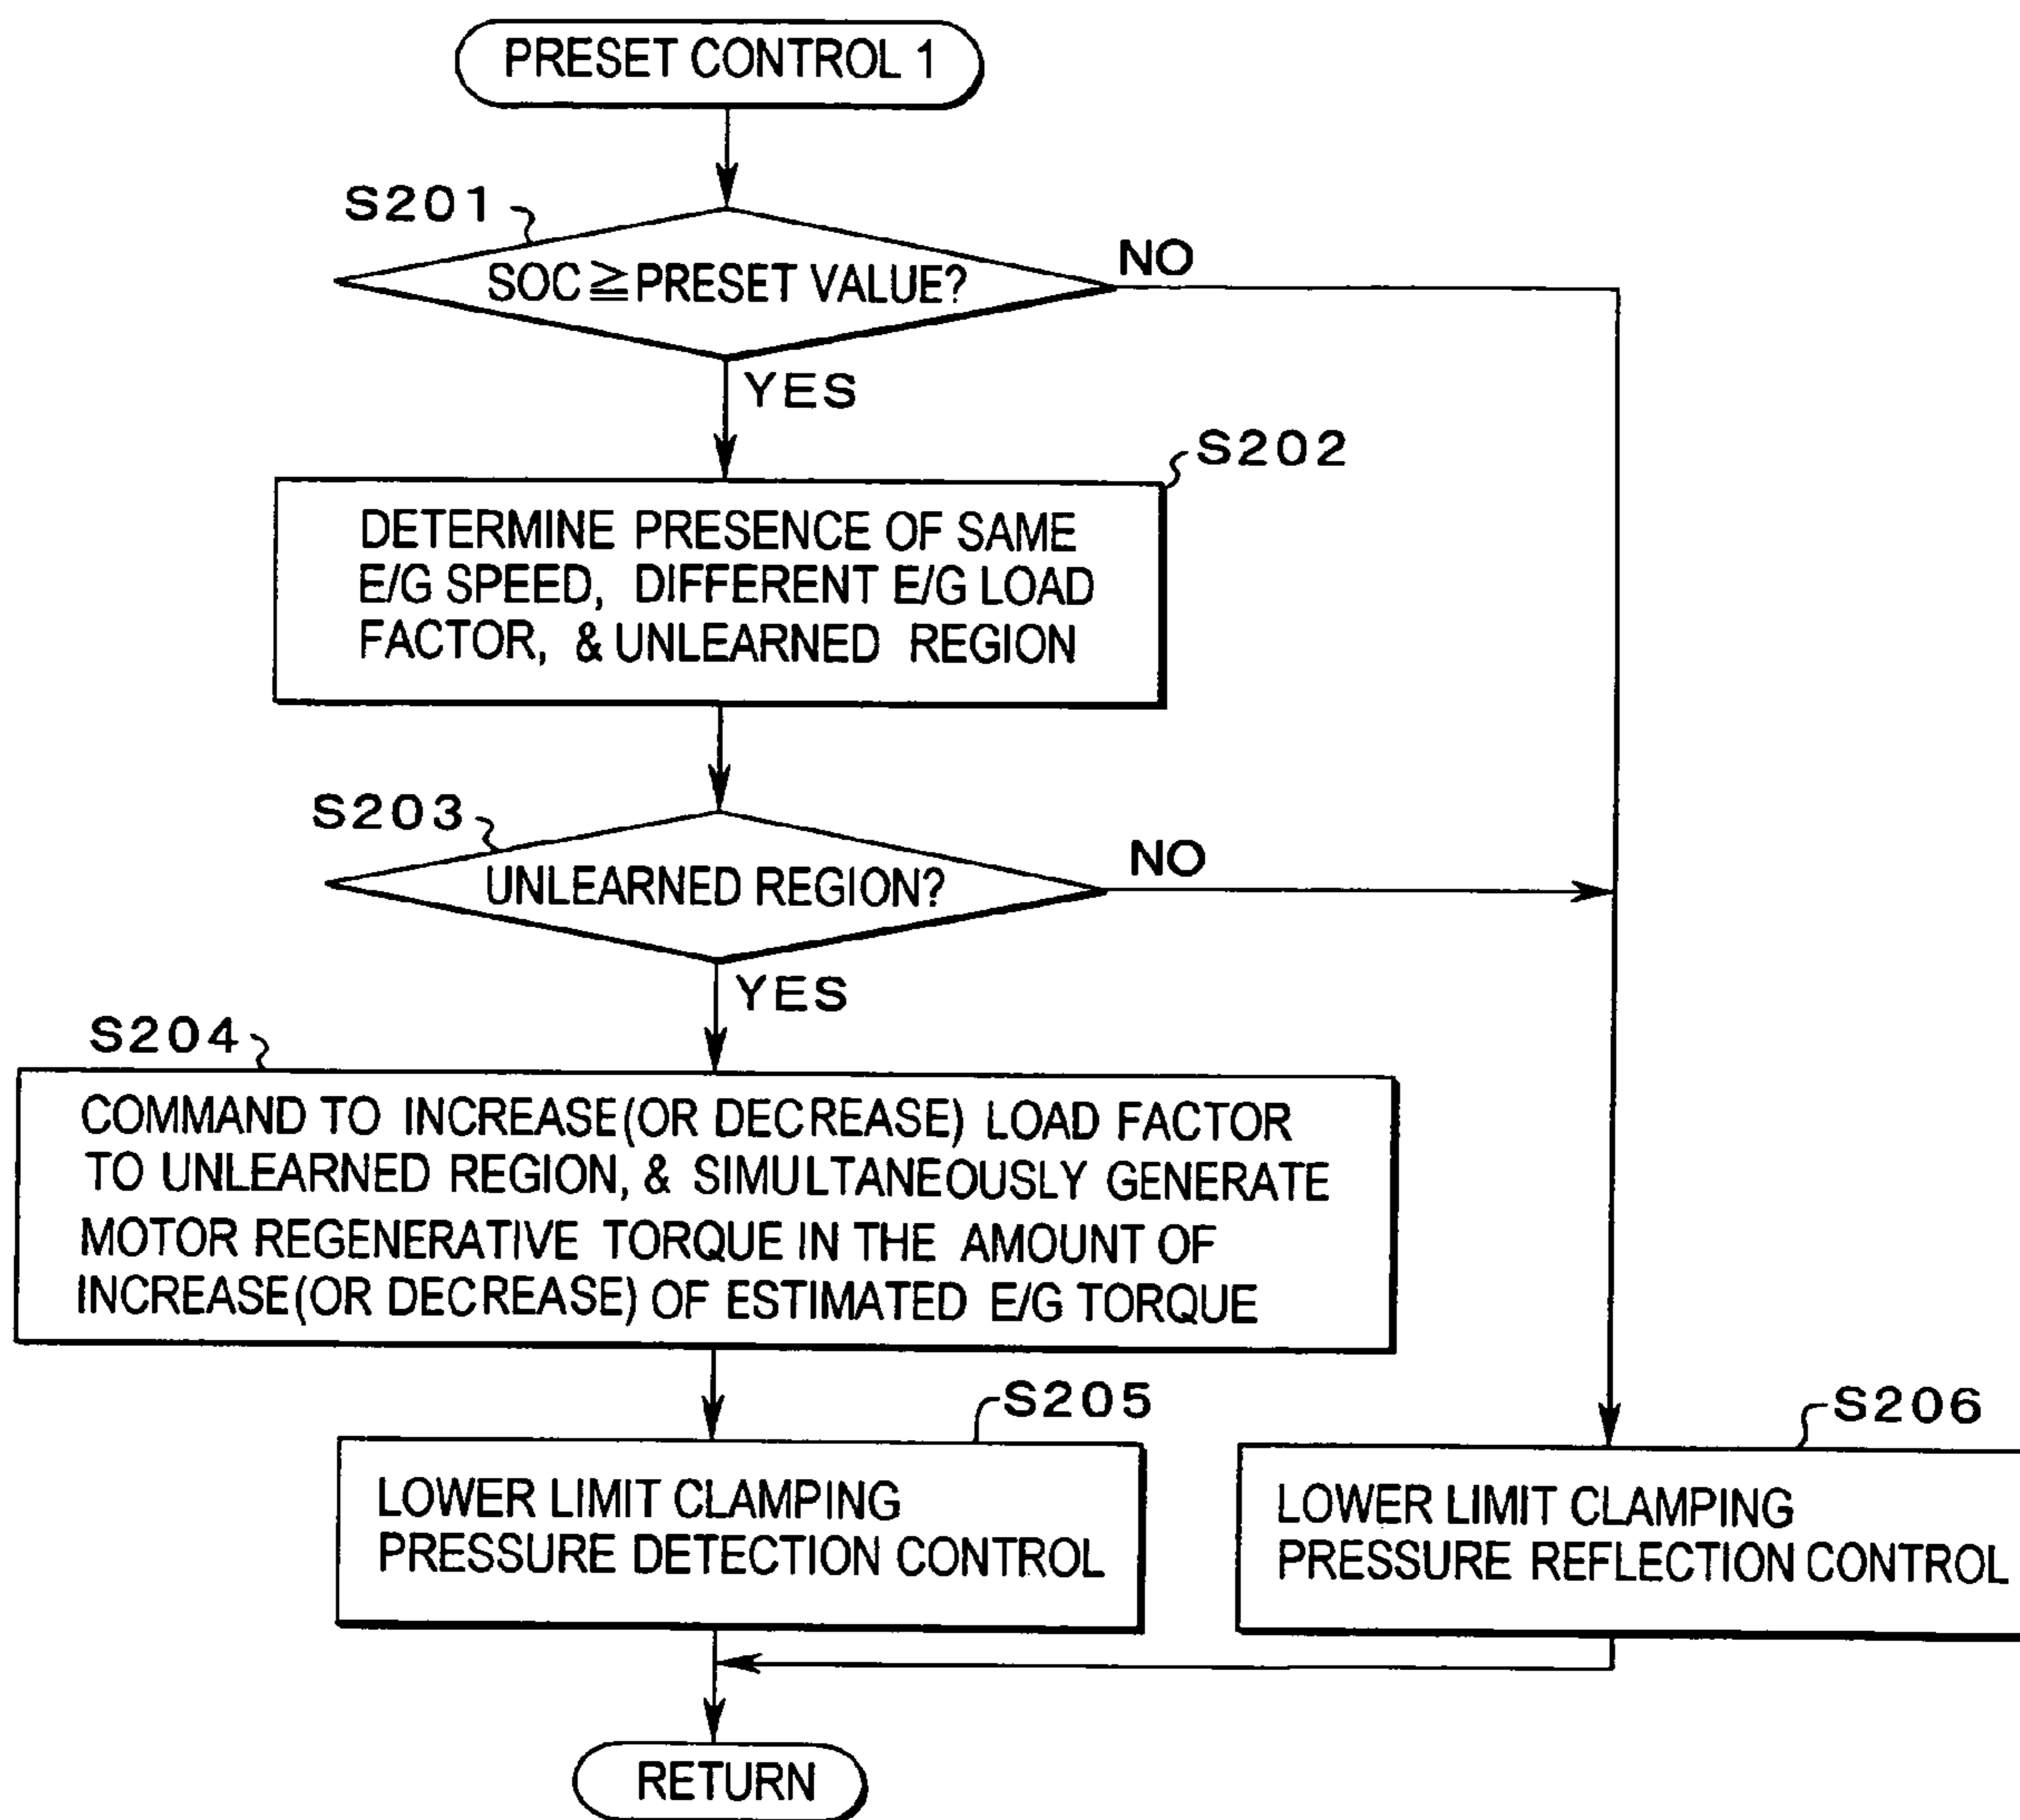 PRESET CONTROL 1
S201
SOC≧PRESET VALUE?
NO
YES
S202
DETERMINE PRESENCE OF SAME
E/G SPEED, DIFFERENT E/G LOAD
FACTOR, & UNLEARNED REGION
S203
UNLEARNED REGION?
NO
YES
S204
COMMAND TO INCREASE(OR DECREASE) LOAD FACTOR
TO UNLEARNED REGION, & SIMULTANEOUSLY GENERATE
MOTOR REGENERATIVE TORQUE IN THE AMOUNT OF
INCREASE(OR DECREASE) OF ESTIMATED E/G TORQUE
S205
LOWER LIMIT CLAMPING
PRESSURE DETECTION CONTROL
S206
LOWER LIMIT CLAMPING
PRESSURE REFLECTION CONTROL
RETURN